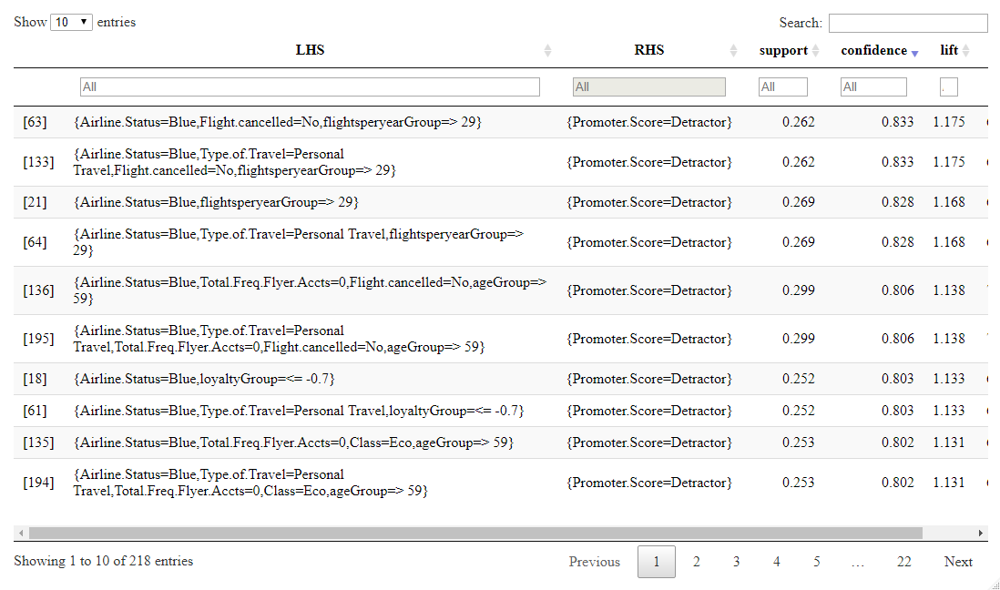 Show 10 entries Search:
LHS RHS support confidence lift
All All All All .
[63] {Airline.Status=Blue,Flight.cancelled=No,flightsperyearGroup=> 29} {Promoter.Score=Detractor} 0.262 0.833 1.175
[133] {Airline.Status=Blue,Type.of.Travel=Personal
Travel,Flight.cancelled=No,flightsperyearGroup=> 29} {Promoter.Score=Detractor} 0.262 0.833 1.175
[21] {Airline.Status=Blue,flightsperyearGroup=> 29} {Promoter.Score=Detractor} 0.269 0.828 1.168
[64] {Airline.Status=Blue,Type.of.Travel=Personal Travel,flightsperyearGroup=>
29} {Promoter.Score=Detractor} 0.269 0.828 1.168
[136] {Airline.Status=Blue,Total.Freq.Flyer.Accts=0,Flight.cancelled=No,ageGroup=>
59} {Promoter.Score=Detractor} 0.299 0.806 1.138
[195] {Airline.Status=Blue,Type.of.Travel=Personal
Travel,Total.Freq.Flyer.Accts=0,Flight.cancelled=No,ageGroup=> 59} {Promoter.Score=Detractor} 0.299 0.806 1.138
[18] {Airline.Status=Blue,loyaltyGroup=<= -0.7} {Promoter.Score=Detractor} 0.252 0.803 1.133
[61] {Airline.Status=Blue,Type.of.Travel=Personal Travel,loyaltyGroup=<= -0.7} {Promoter.Score=Detractor} 0.252 0.803 1.133
[135] {Airline.Status=Blue,Total.Freq.Flyer.Accts=0,Class=Eco,ageGroup=> 59} {Promoter.Score=Detractor} 0.253 0.802 1.131
[194] {Airline.Status=Blue,Type.of.Travel=Personal
Travel,Total.Freq.Flyer.Accts=0,Class=Eco,ageGroup=> 59} {Promoter.Score=Detractor} 0.253 0.802 1.131
Showing 1 to 10 of 218 entries Previous 1 2 3 4 5 … 22 Next